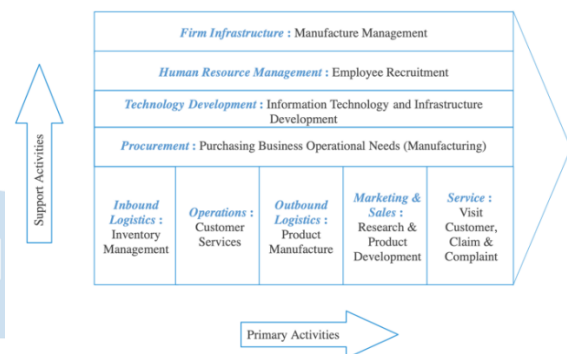 Firm Infrastructure : Manufacture Management
Human Resource Management : Employee Recruitment
Technology Development : Information Technology and Infrastructure
Development
Procurement : Purchasing Business Operational Needs (Manufacturing)
Support Activities
Inbound
Logistics :
Inventory
Management
Operations :
Customer
Services
Outbound
Logistics :
Product
Manufacture
Marketing &
Sales :
Research &
Product
Development
Service :
Visit
Customer,
Claim &
Complaint
Primary Activities